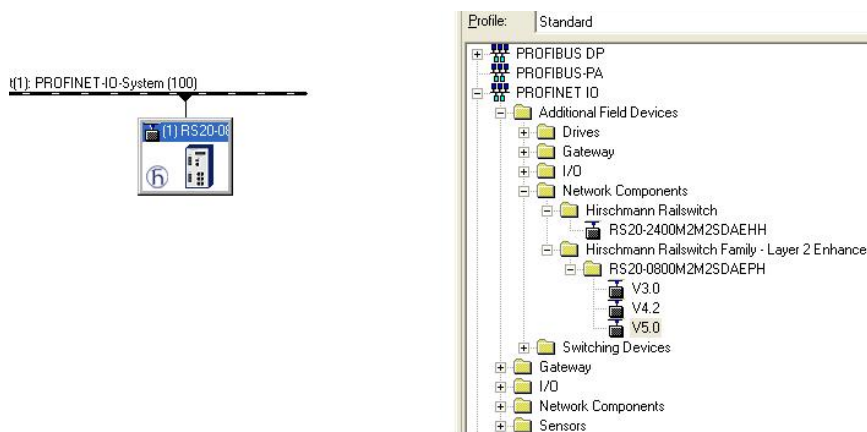 t(1): PROFINET-IO-System (100)
(1) RS20-08
Profile: Standard
PROFIBUS DP
PROFIBUS-PA
PROFINET IO
Additional Field Devices
Drives
Gateway
I/O
Network Components
Hirschmann Railswitch
RS20-2400M2M2SDAEHH
Hirschmann Railswitch Family - Layer 2 Enhance
RS20-0800M2M2SDAEPH
V3.0
V4.2
V5.0
Switching Devices
Gateway
I/O
Network Components
Sensors